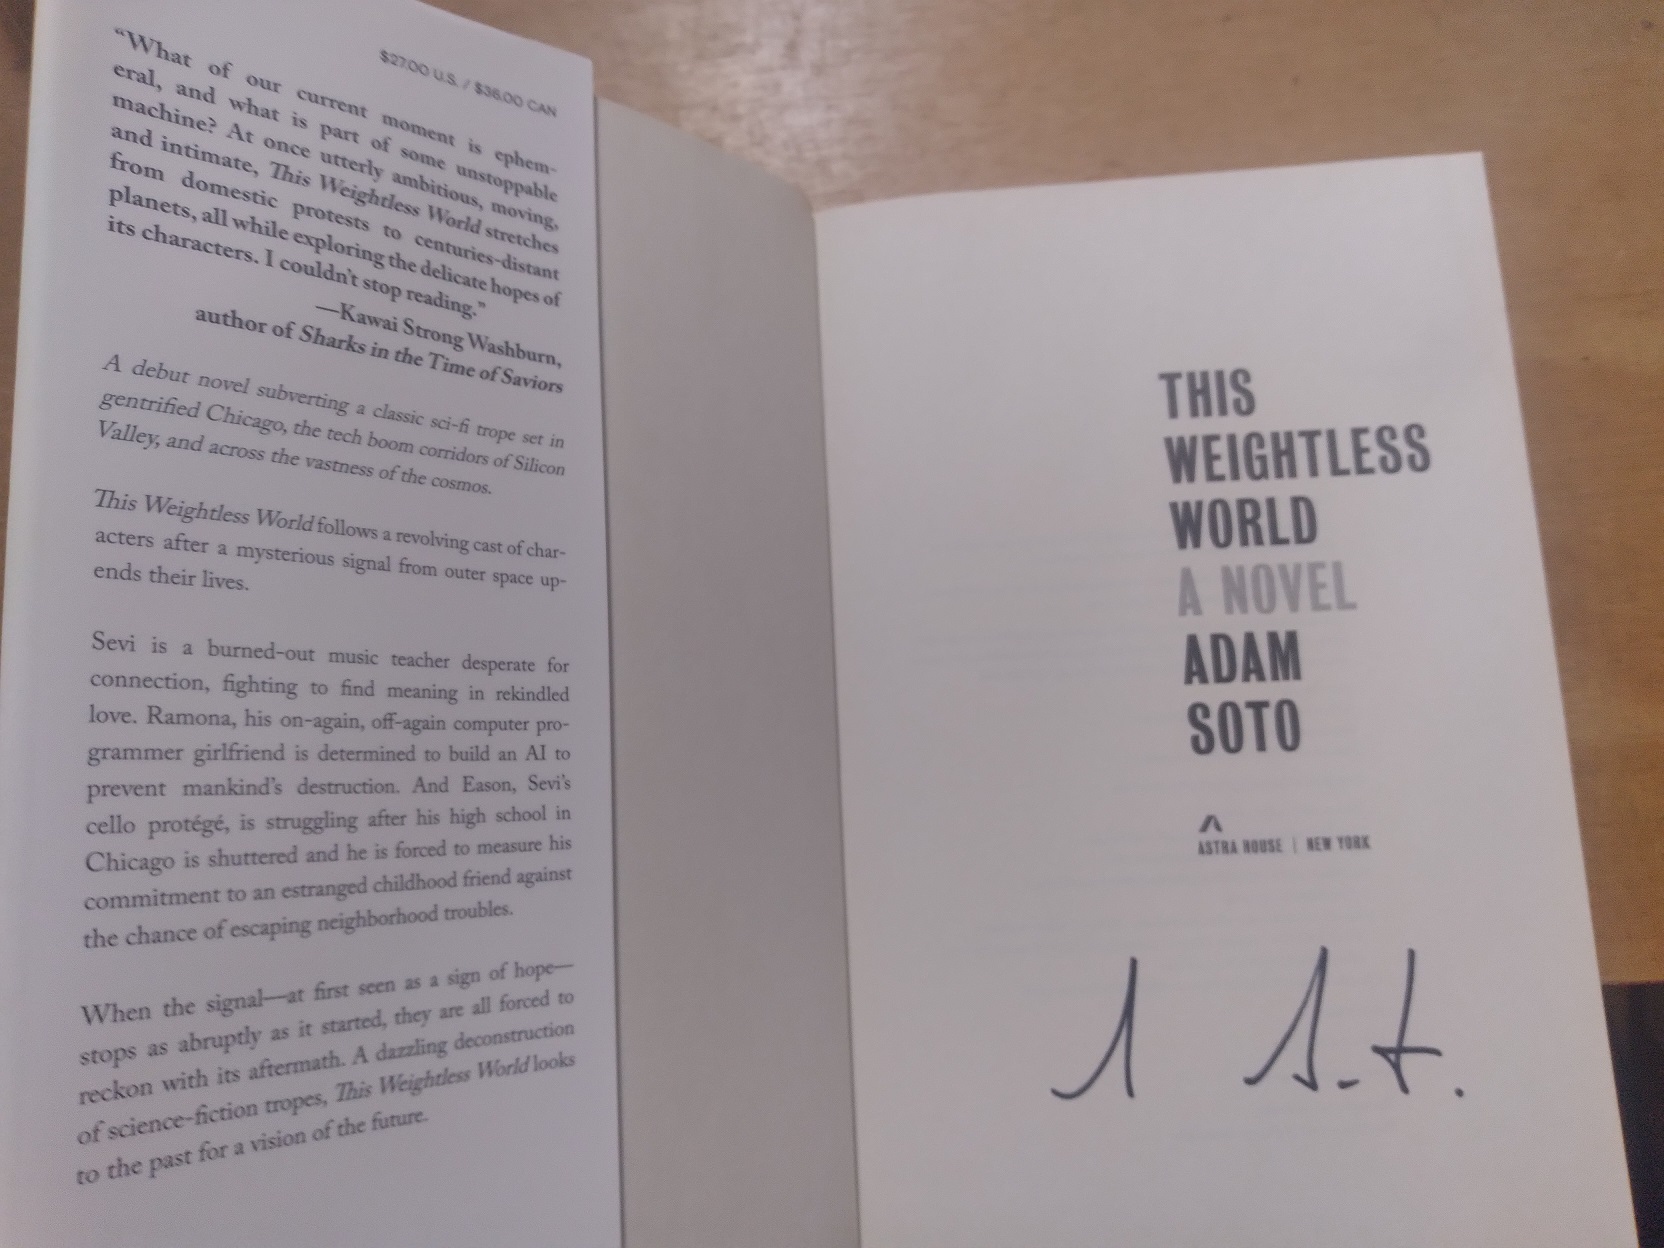 $27.00 U.S. / $36.00 CAN
“What of our current moment is ephem-
eral, and what is part of some unstoppable
machine? At once utterly ambitious, moving,
and intimate, This Weightless World stretches
from domestic protests to centuries-distant
planets, all while exploring the delicate hopes of
its characters. I couldn’t stop reading.”
—Kawai Strong Washburn,
author of Sharks in the Time of Saviors
A debut novel subverting a classic sci-fi trope set in
gentrified Chicago, the tech boom corridors of Silicon
Valley, and across the vastness of the cosmos.
This Weightless World follows a revolving cast of char-
acters after a mysterious signal from outer space up-
ends their lives.
Sevi is a burned-out music teacher desperate for
connection, fighting to find meaning in rekindled
love. Ramona, his on-again, off-again computer pro-
grammer girlfriend is determined to build an AI to
prevent mankind’s destruction. And Eason, Sevi’s
cello protégé, is struggling after his high school in
Chicago is shuttered and he is forced to measure his
commitment to an estranged childhood friend against
the chance of escaping neighborhood troubles.
When the signal—at first seen as a sign of hope—
stops as abruptly as it started, they are all forced to
reckon with its aftermath. A dazzling deconstruction
of science-fiction tropes, This Weightless World looks
to the past for a vision of the future.
THIS
WEIGHTLESS
WORLD
A NOVEL
ADAM
SOTO
ASTRA HOUSE | NEW YORK